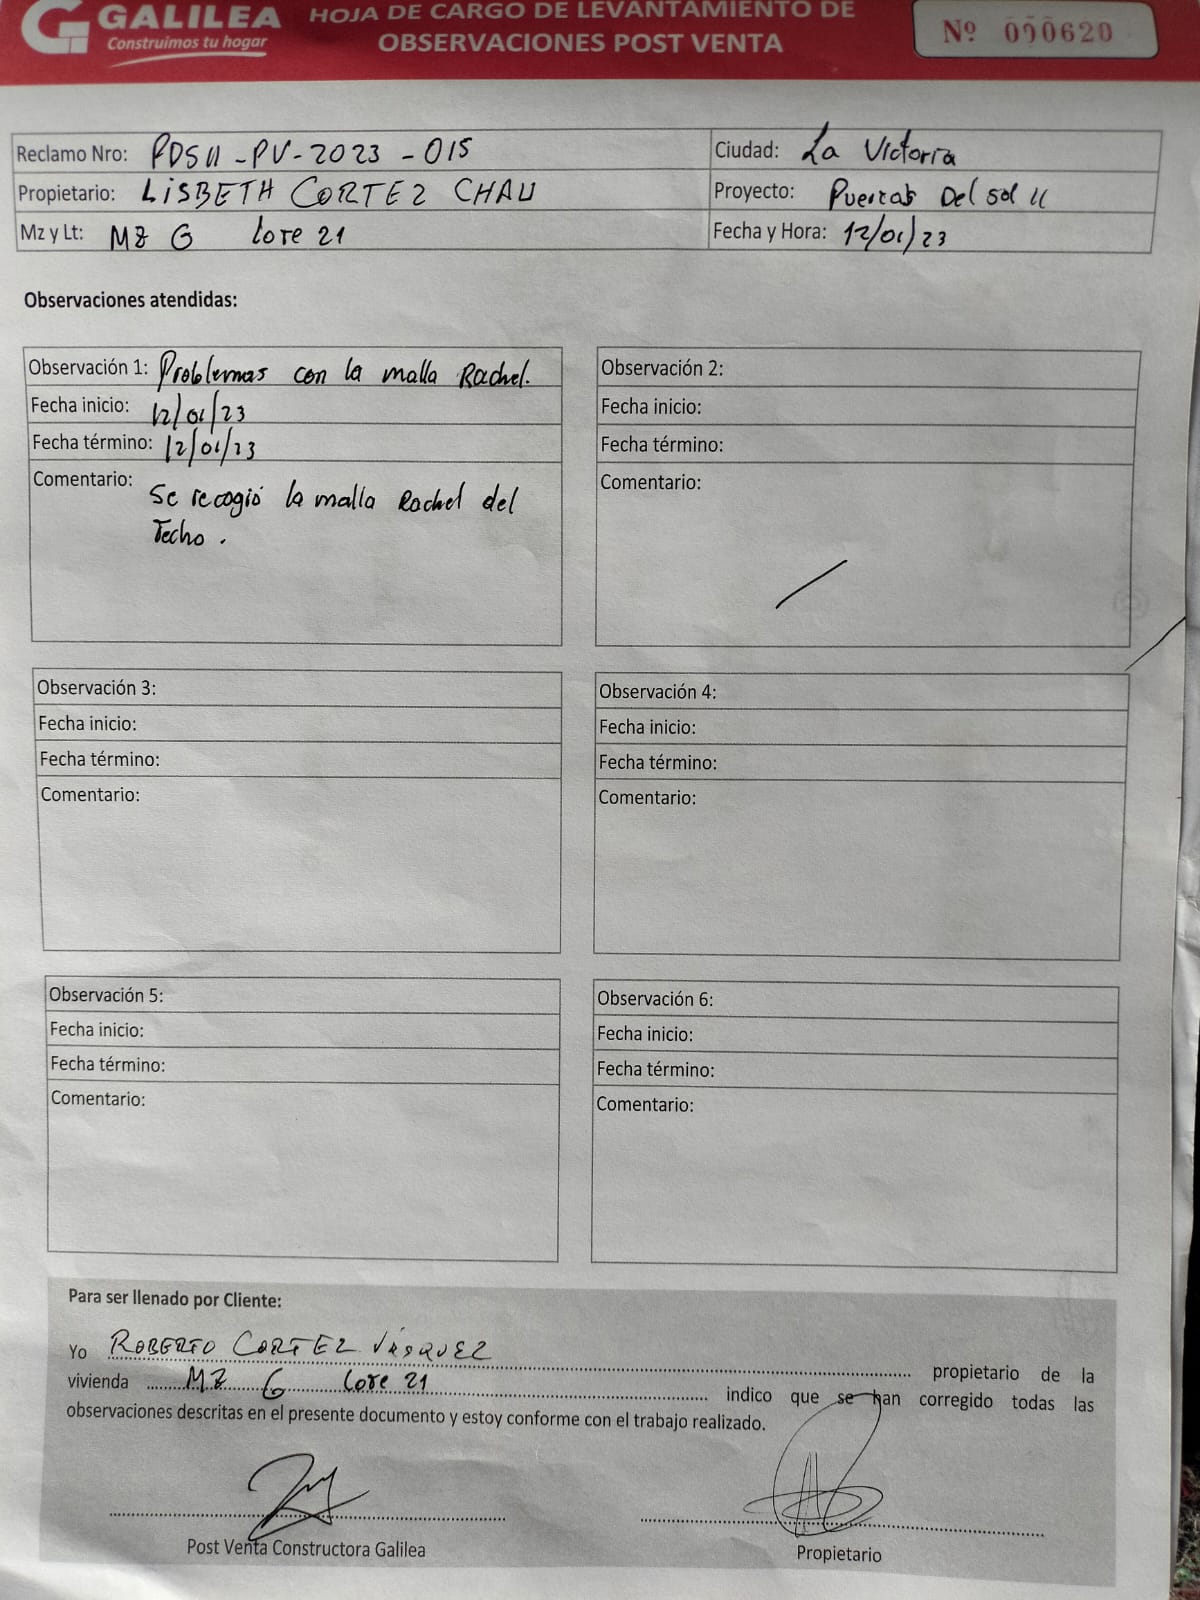 GALILEA
Construimos tu hogar
HOJA DE CARGO DE LEVANTAMIENTO DE
OBSERVACIONES POST VENTA
Nº 000620
Reclamo Nro: PDSII-PV-2023-015
Ciudad: La Victoria
Propietario: LISBETH CORTEZ CHAU
Proyecto: Puertas Del sol II
Mz y Lt: MZ G Lote 21
Fecha y Hora: 12/01/23
Observaciones atendidas:
Observación 1: Problemas con la malla Rachel.
Fecha inicio: 12/01/23
Fecha término: 12/01/23
Comentario: Se recogió la malla Rachel del
Techo.
Observación 2:
Fecha inicio:
Fecha término:
Comentario:
Observación 3:
Fecha inicio:
Fecha término:
Comentario:
Observación 4:
Fecha inicio:
Fecha término:
Comentario:
Observación 5:
Fecha inicio:
Fecha término:
Comentario:
Observación 6:
Fecha inicio:
Fecha término:
Comentario:
Para ser llenado por Cliente:
Yo ROBERTO CORTEZ VÁSQUEZ propietario de la
vivienda MZ G Lote 21 indico que se han corregido todas las
observaciones descritas en el presente documento y estoy conforme con el trabajo realizado.
Post Venta Constructora Galilea
Propietario